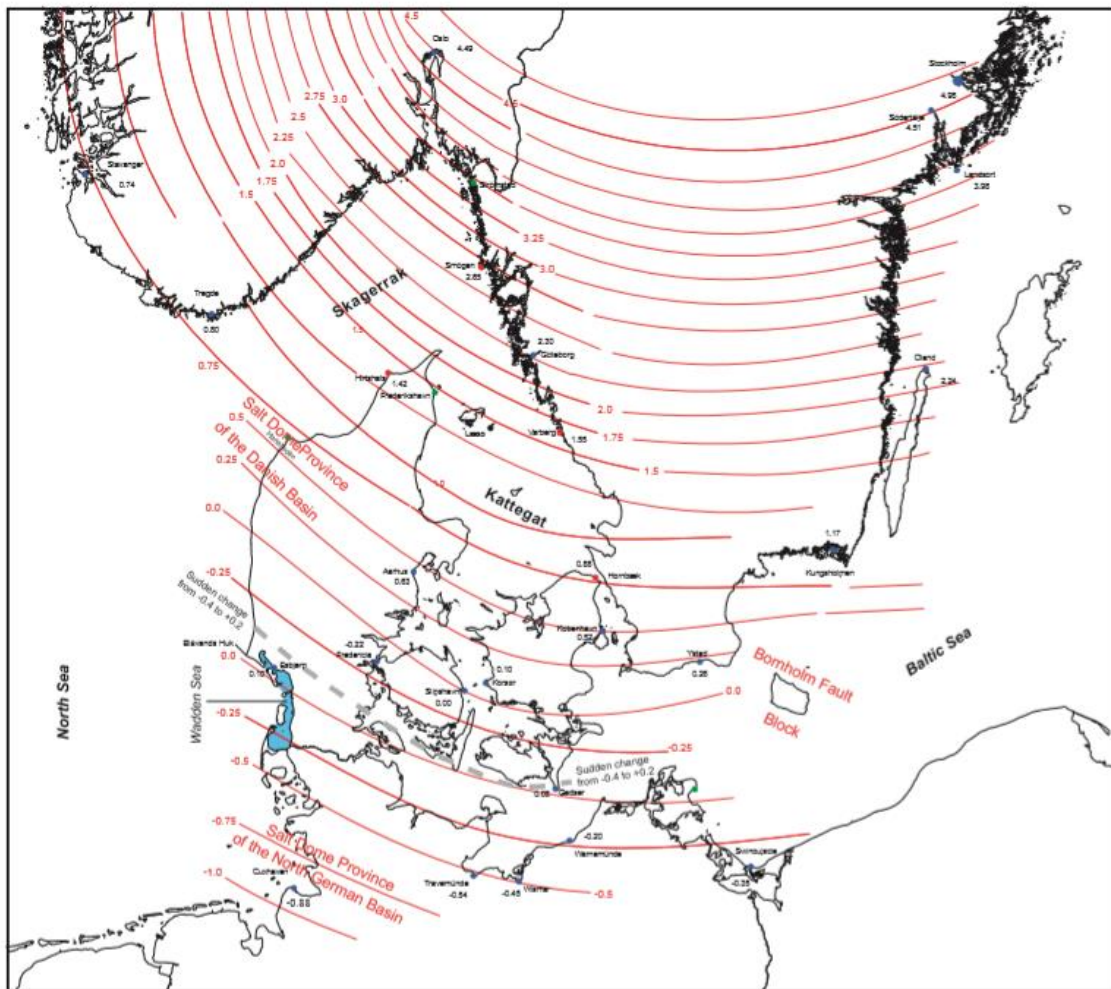 4.5
Oslo
4.49
Stockholm
4.98
Södertälje
4.51
4.5
2.75
3.0
2.5
2.25
2.0
1.75
1.5
Stavanger
0.74
Landsort
3.98
3.25
3.0
Smögen
2.65
Skagerrak
Tregde
0.80
1.5
2.30
Göteborg
Öland
2.24
0.75
Hirtshals
1.42
Frederikshavn
2.0
1.75
Varberg
1.55
1.5
Læsø
0.5
0.25
0.0
-0.25
Salt Dome Province
of the Danish Basin
Kattegat
1.17
Kungsholmen
Aarhus
0.63
0.88
Hornbæk
Sudden change
from -0.4 to +0.2
København
0.52
Blåvands Huk
-0.22
Fredericia
0.0
Esbjerg
0.10
Korsør
Slipshavn
0.00
Ystad
0.26
0.0
Bornholm Fault
Block
Baltic Sea
North Sea
Wadden Sea
-0.25
-0.25
Sudden change
from -0.4 to +0.2
Gedser
-0.5
-0.75
-1.0
Salt Dome Province
of the North German Basin
Cuxhaven
-0.88
-0.20
Warnemünde
Travemünde
-0.54
-0.45
Wismar
-0.5
Swinoujscie